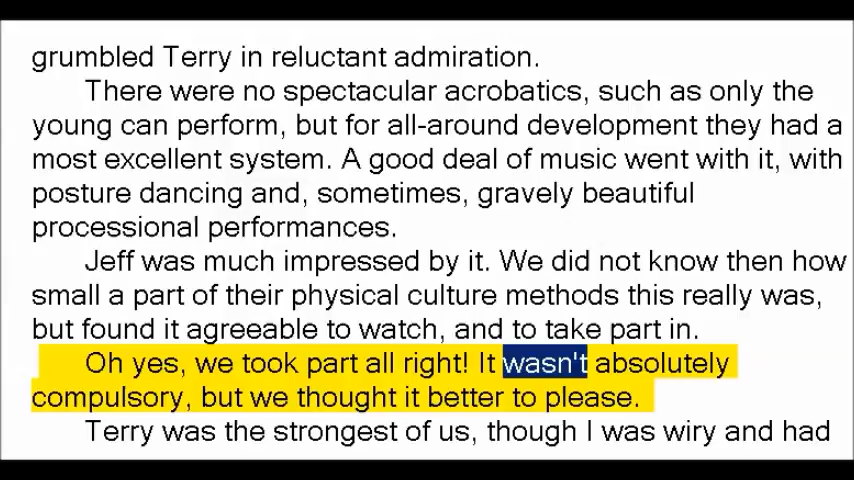 grumbled Terry in reluctant admiration.
There were no spectacular acrobatics, such as only the
young can perform, but for all-around development they had a
most excellent system. A good deal of music went with it, with
posture dancing and, sometimes, gravely beautiful
processional performances.
Jeff was much impressed by it. We did not know then how
small a part of their physical culture methods this really was,
but found it agreeable to watch, and to take part in.
Oh yes, we took part all right! It wasn't absolutely
compulsory, but we thought it better to please.
Terry was the strongest of us, though I was wiry and had